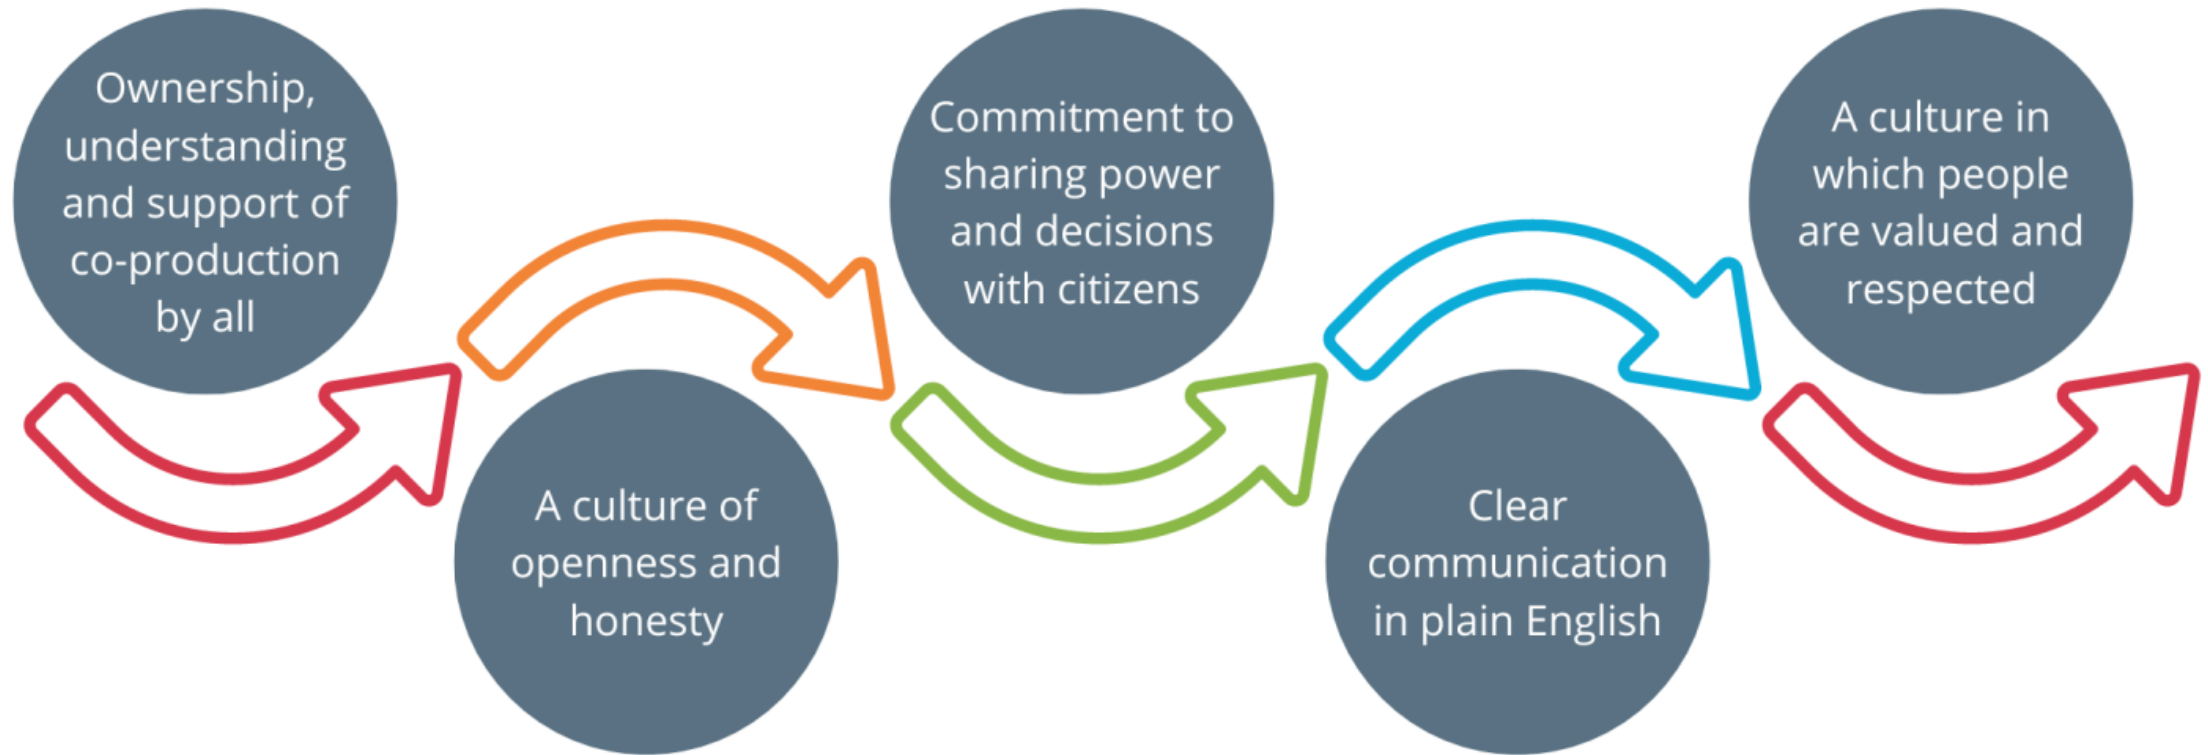 Ownership,
understanding
and support of
co-production
by all
A culture of
openness and
honesty
Commitment to
sharing power
and decisions
with citizens
Clear
communication
in plain English
A culture in
which people
are valued and
respected